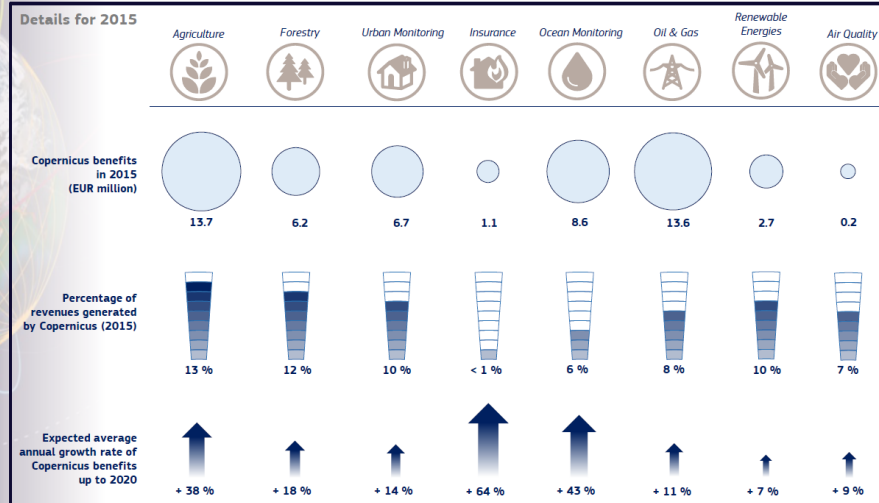 Details for 2015
Agriculture
Forestry
Urban Monitoring
Insurance
Ocean Monitoring
Oil & Gas
Renewable
Energies
Air Quality
Copernicus benefits
in 2015
(EUR million)
13.7
6.2
6.7
1.1
8.6
13.6
2.7
0.2
Percentage of
revenues generated
by Copernicus (2015)
13 %
12 %
10 %
< 1 %
6 %
8 %
10 %
7 %
Expected average
annual growth rate of
Copernicus benefits
up to 2020
+ 38 %
+ 18 %
+ 14 %
+ 64 %
+ 43 %
+ 11 %
+ 7 %
+ 9 %